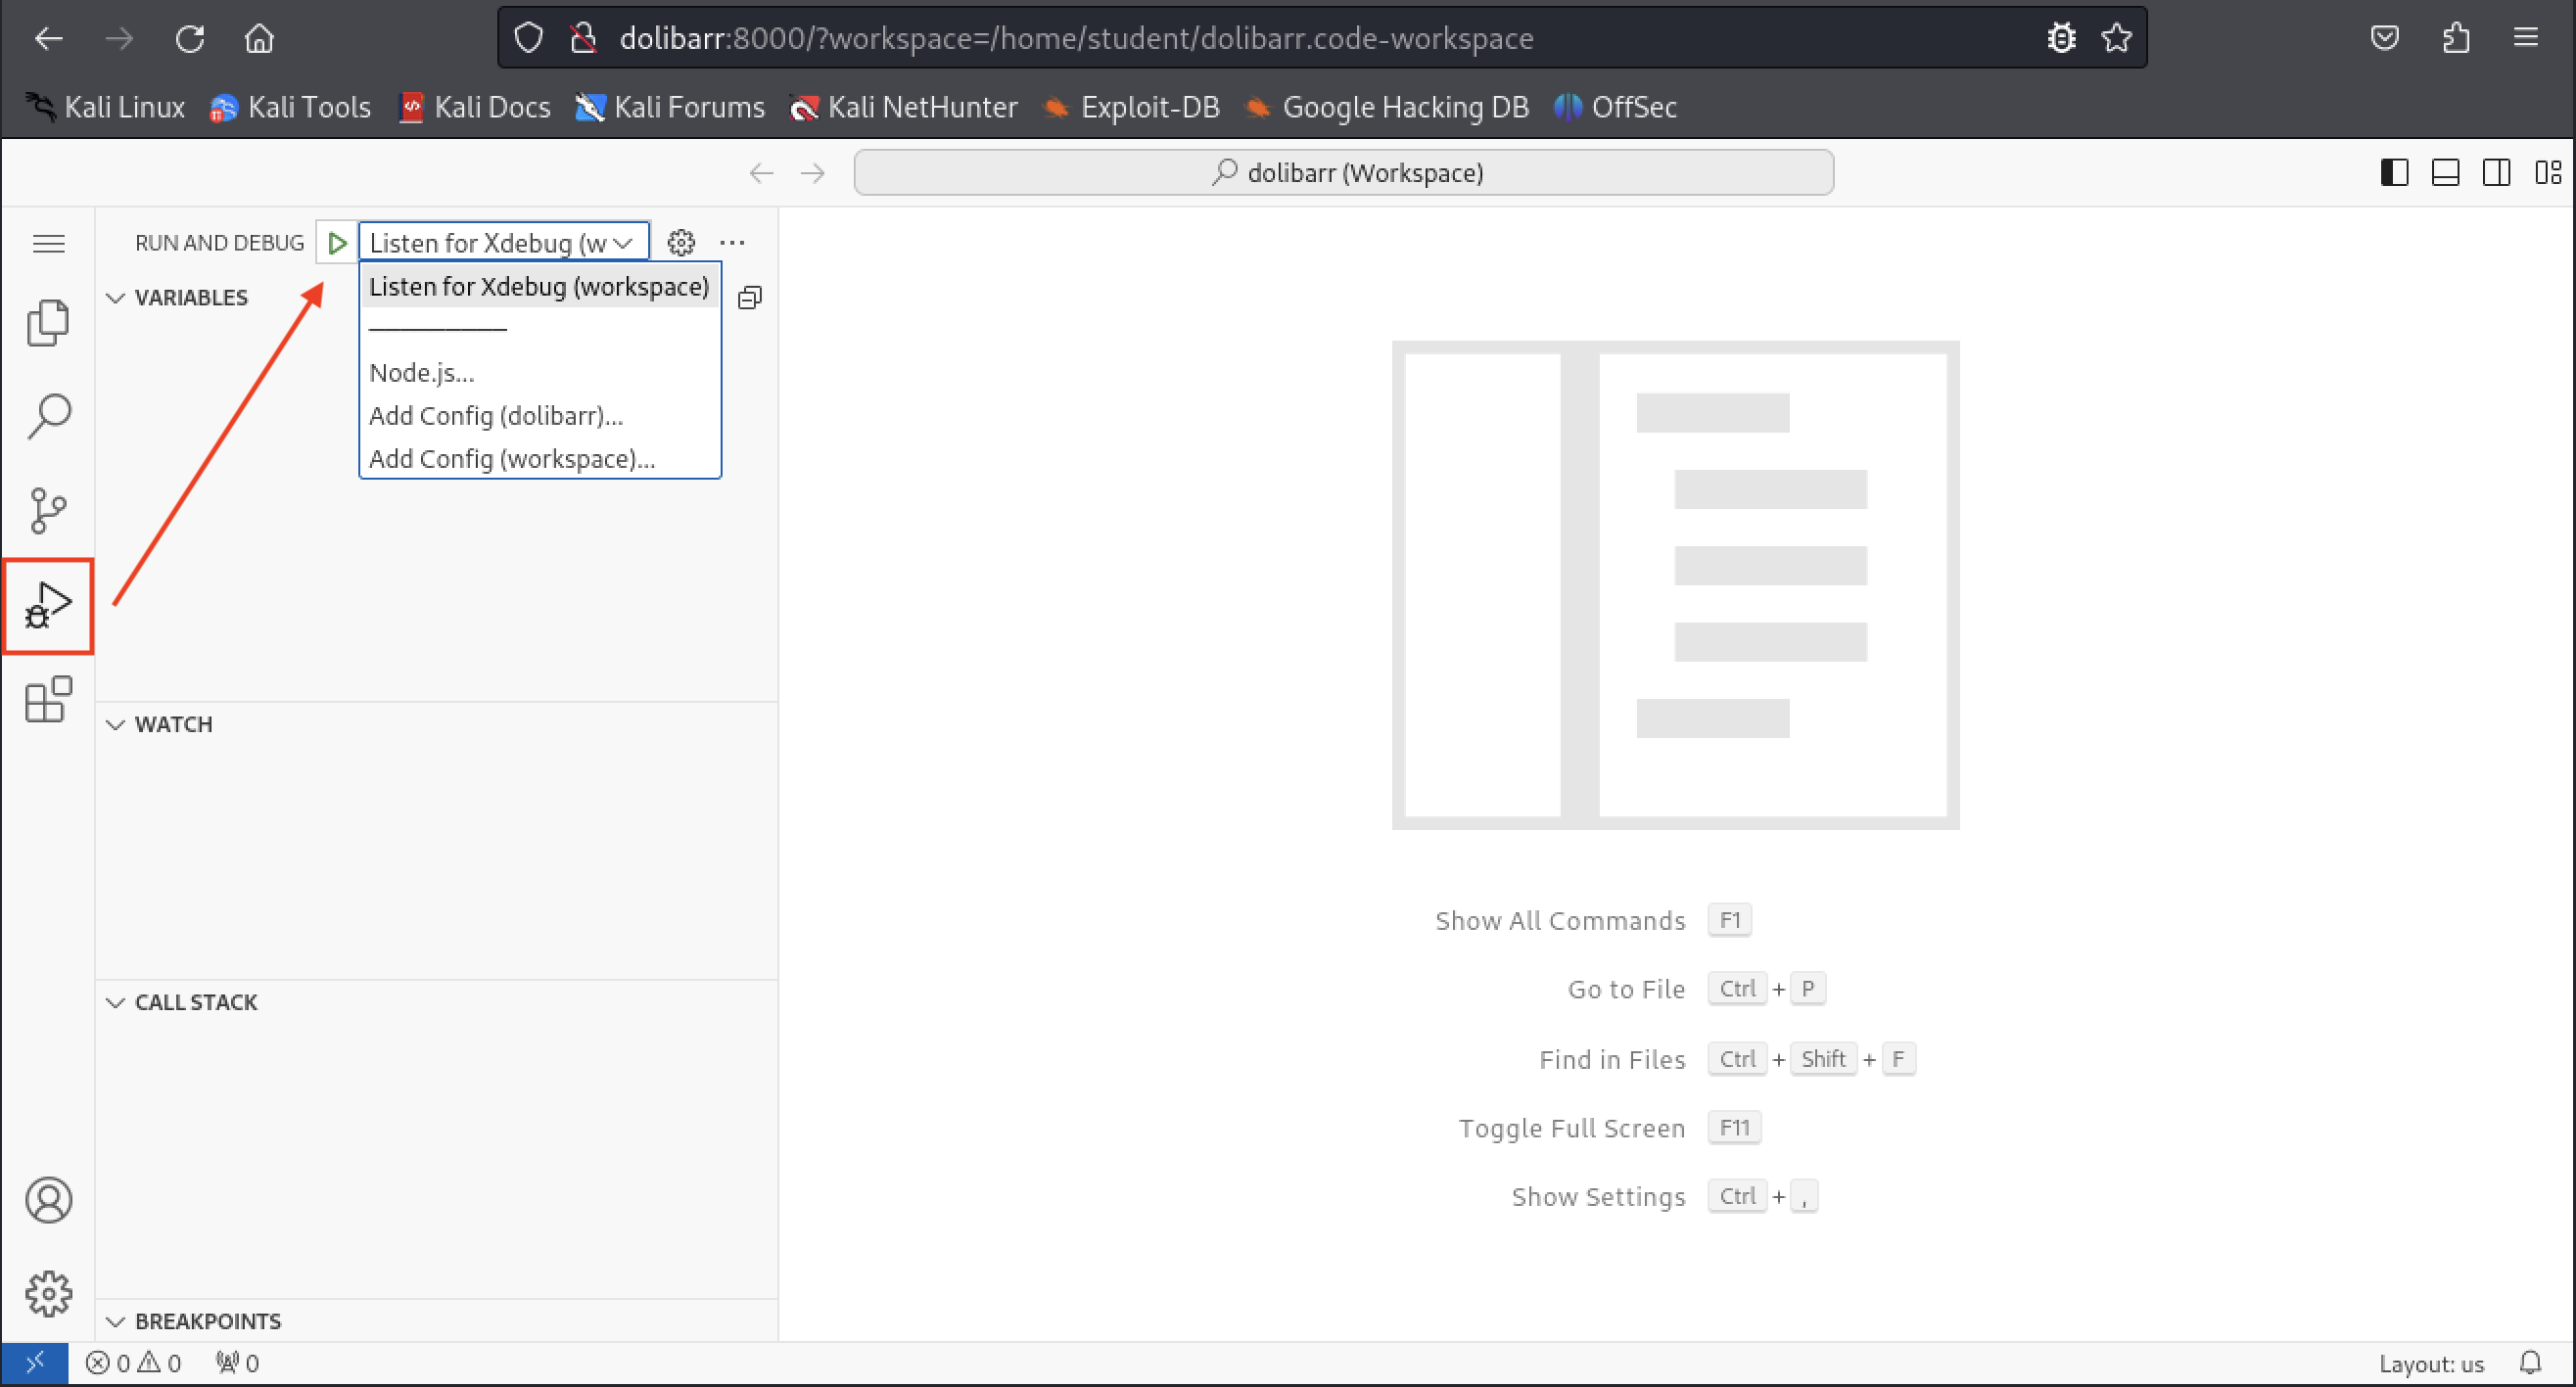 dolibarr:8000/?workspace=/home/student/dolibarr.code-workspace
Kali Linux Kali Tools Kali Docs Kali Forums Kali NetHunter Exploit-DB Google Hacking DB OffSec
dolibarr (Workspace)
RUN AND DEBUG Listen for Xdebug (w
Listen for Xdebug (workspace)
VARIABLES
Node.js...
Add Config (dolibarr)...
Add Config (workspace)...
WATCH
CALL STACK
BREAKPOINTS
Show All Commands F1
Go to File Ctrl + P
Find in Files Ctrl + Shift + F
Toggle Full Screen F11
Show Settings Ctrl + ,
0 0 0 Layout: us